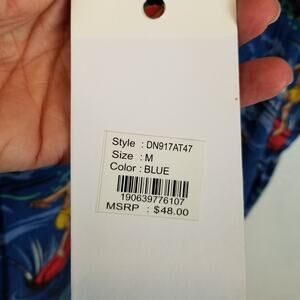 Style : DN917AT47
Size : M
Color : BLUE
190639776107
MSRP : $48.00